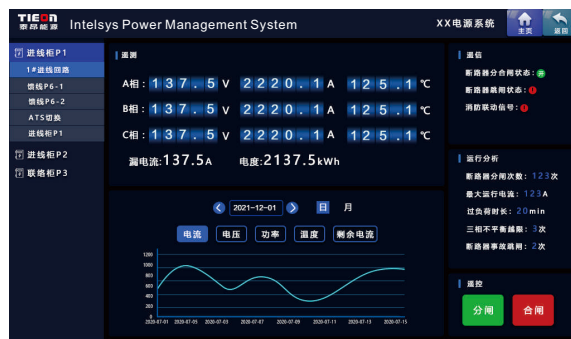 TIEON
泰昂能源
Intelsys Power Management System
XX电源系统
主页
返回
进线柜P1
1#进线回路
馈线P6-1
馈线P6-2
ATS切换
进线柜P1
进线柜P2
联络柜P3
遥测
A相: 137.5 V 2220.1 A 125.1 ℃
B相: 137.5 V 2220.1 A 125.1 ℃
C相: 137.5 V 2220.1 A 125.1 ℃
漏电流:137.5A 电度:2137.5kWh
2021-12-01 日 月
电流 电压 功率 温度 剩余电流
1200
1000
800
600
400
200
0
2020-07-01 2020-07-05 2020-07-03 2020-07-07 2020-07-09 2020-07-11 2020-07-13 2020-07-15
遥信
断路器分合闸状态:
断路器跳闸状态:
消防联动信号:
运行分析
断路器分闸次数: 123次
最大运行电流: 123A
过负荷时长: 20min
三相不平衡越限: 3次
断路器事故跳闸: 2次
遥控
分闸 合闸